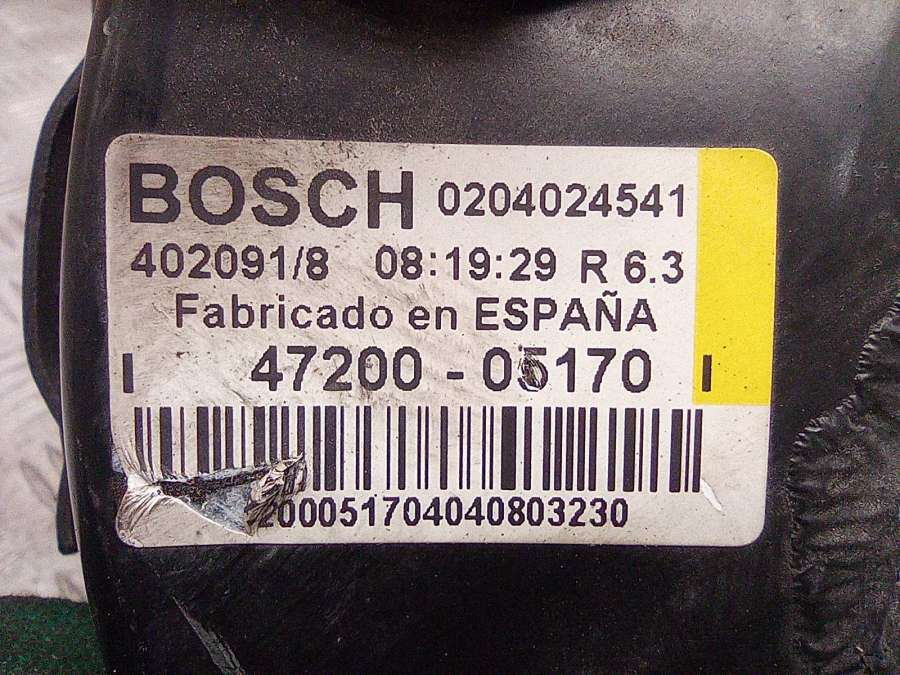 BOSCH 0204024541
402091/8 08:19:29 R 6.3
Fabricado en ESPAÑA
I 47200 - 05170 I
200051704040803230